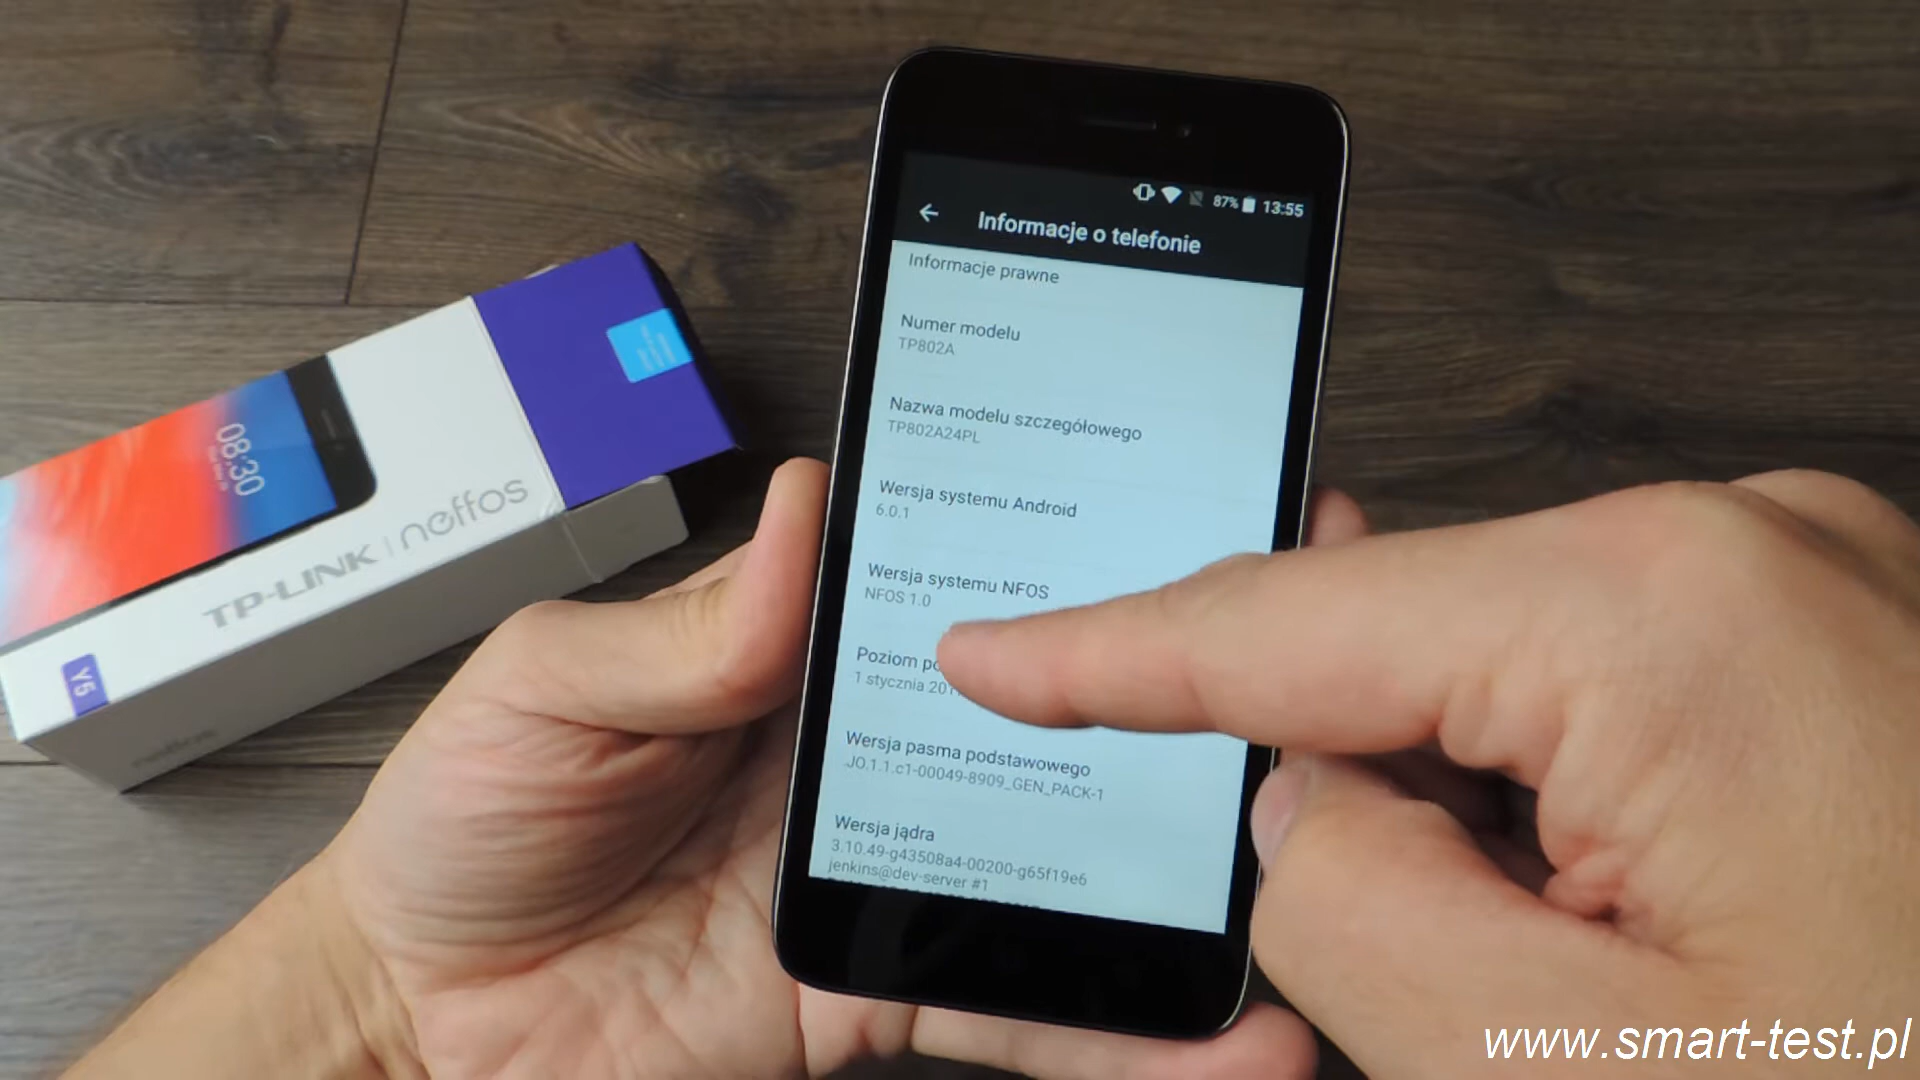 87% 13:55
Informacje o telefonie
Informacje prawne
Numer modelu
TP802A
Nazwa modelu szczegółowego
TP802A24PL
Wersja systemu Android
6.0.1
Wersja systemu NFOS
NFOS 1.0
Poziom
1 stycznia
Wersja pasma podstawowego
.JO.1.1.c1-00049-8909_GEN_PACK-1
Wersja jądra
3.10.49-g43508a4-00200-g65f19e6
jenkins@dev-server #1
08:30
TP-LINK | neffos
Y5
www.smart-test.pl